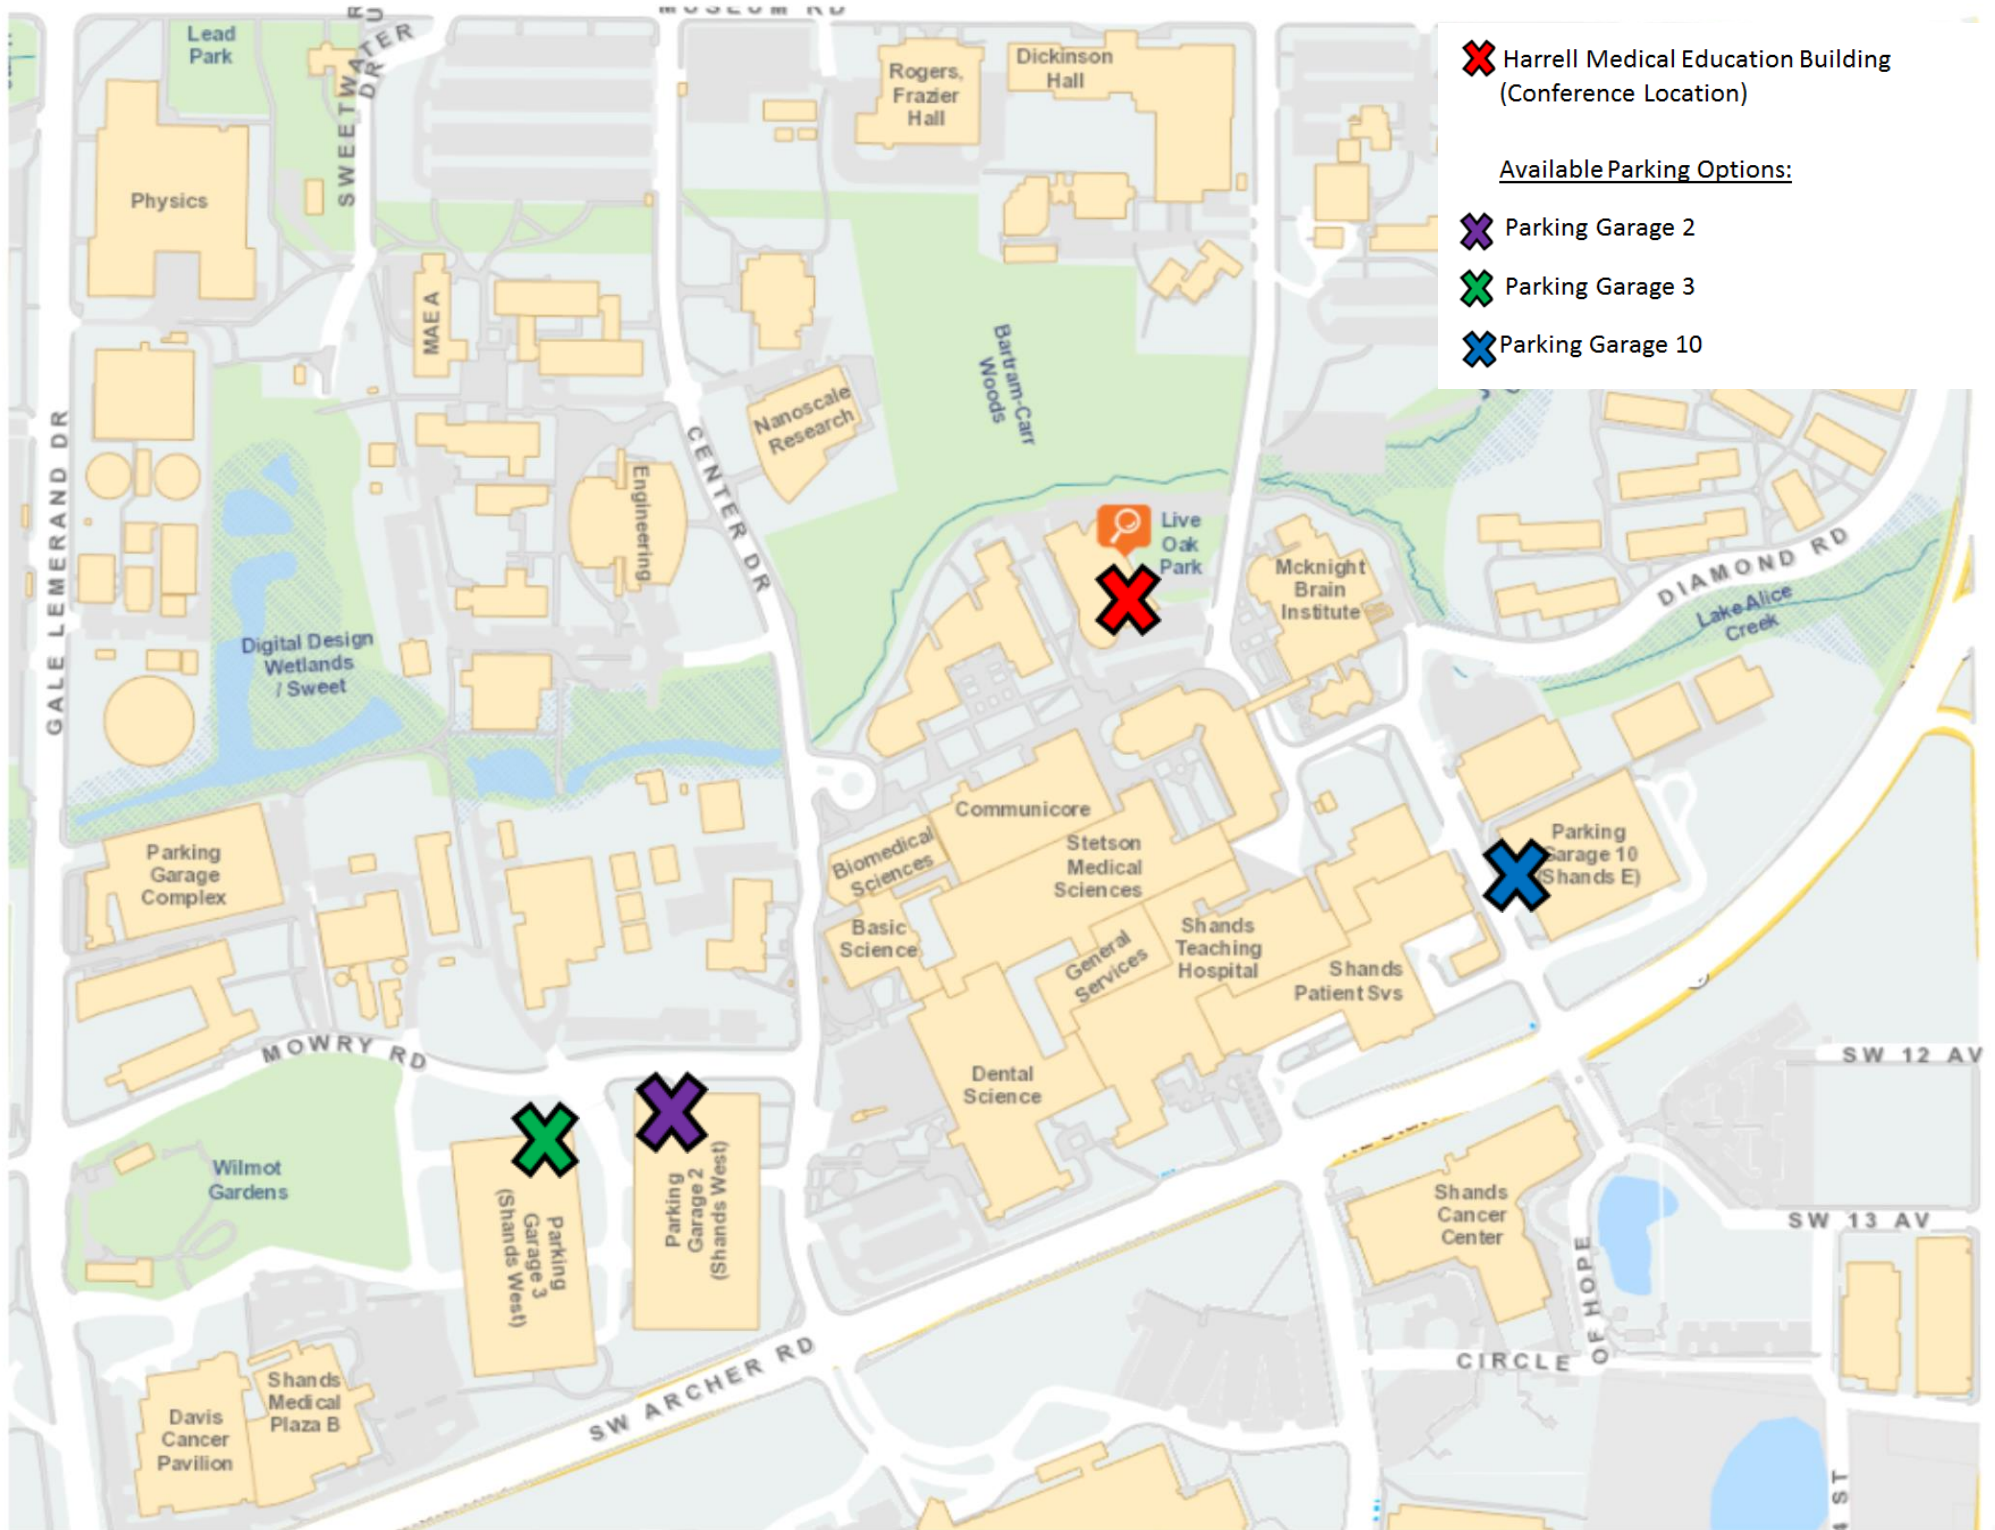 MUSEUM RD
Harrell Medical Education Building
(Conference Location)
Available Parking Options:
Parking Garage 2
Parking Garage 3
Parking Garage 10
Lead
Park
SWEETWATER
DR
Physics
Rogers,
Frazier
Hall
Dickinson
Hall
MAE A
Bartram-Carr
Woods
Nanoscale
Research
CENTER DR
Engineering
GALE LEMERAND DR
Live
Oak
Park
Mcknight
Brain
Institute
DIAMOND RD
Lake Alice
Creek
Digital Design
Wetlands
/ Sweet
Parking
Garage
Complex
Communicore
Biomedical
Sciences
Stetson
Medical
Sciences
Basic
Science
General
Services
Shands
Teaching
Hospital
Shands
Patient Svs
Parking
Garage 10
(Shands E)
MOWRY RD
Dental
Science
SW 12 AV
Wilmot
Gardens
Parking
Garage 3
(Shands West)
Parking
Garage 2
(Shands West)
Shands
Cancer
Center
SW 13 AV
CIRCLE
OF HOPE
SW ARCHER RD
Shands
Medical
Plaza B
Davis
Cancer
Pavilion
ST